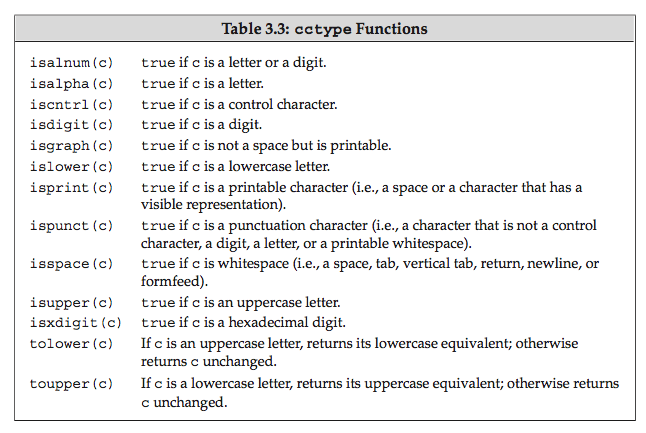 Table 3.3: cctype Functions
isalnum(c) true if c is a letter or a digit.
isalpha(c) true if c is a letter.
iscntrl(c) true if c is a control character.
isdigit(c) true if c is a digit.
isgraph(c) true if c is not a space but is printable.
islower(c) true if c is a lowercase letter.
isprint(c) true if c is a printable character (i.e., a space or a character that has a
visible representation).
ispunct(c) true if c is a punctuation character (i.e., a character that is not a control
character, a digit, a letter, or a printable whitespace).
isspace(c) true if c is whitespace (i.e., a space, tab, vertical tab, return, newline, or
formfeed).
isupper(c) true if c is an uppercase letter.
isxdigit(c) true if c is a hexadecimal digit.
tolower(c) If c is an uppercase letter, returns its lowercase equivalent; otherwise
returns c unchanged.
toupper(c) If c is a lowercase letter, returns its uppercase equivalent; otherwise returns
c unchanged.